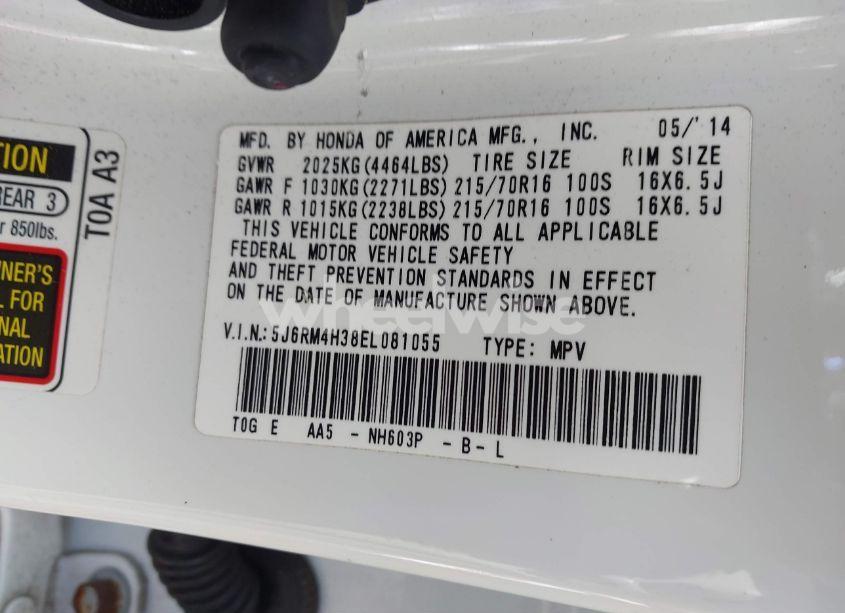 TION
REAR 3
r 850lbs.
NER'S
L FOR
NAL
ATION
T0A A3
MFD. BY HONDA OF AMERICA MFG., INC. 05/'14
GVWR 2025KG(4464LBS) TIRE SIZE RIM SIZE
GAWR F 1030KG(2271LBS) 215/70R16 100S 16X6.5J
GAWR R 1015KG(2238LBS) 215/70R16 100S 16X6.5J
THIS VEHICLE CONFORMS TO ALL APPLICABLE
FEDERAL MOTOR VEHICLE SAFETY
AND THEFT PREVENTION STANDARDS IN EFFECT
ON THE DATE OF MANUFACTURE SHOWN ABOVE.
wheelwise
V.I.N.: 5J6RM4H38EL081055 TYPE: MPV
T0G E AA5 - NH603P - B - L